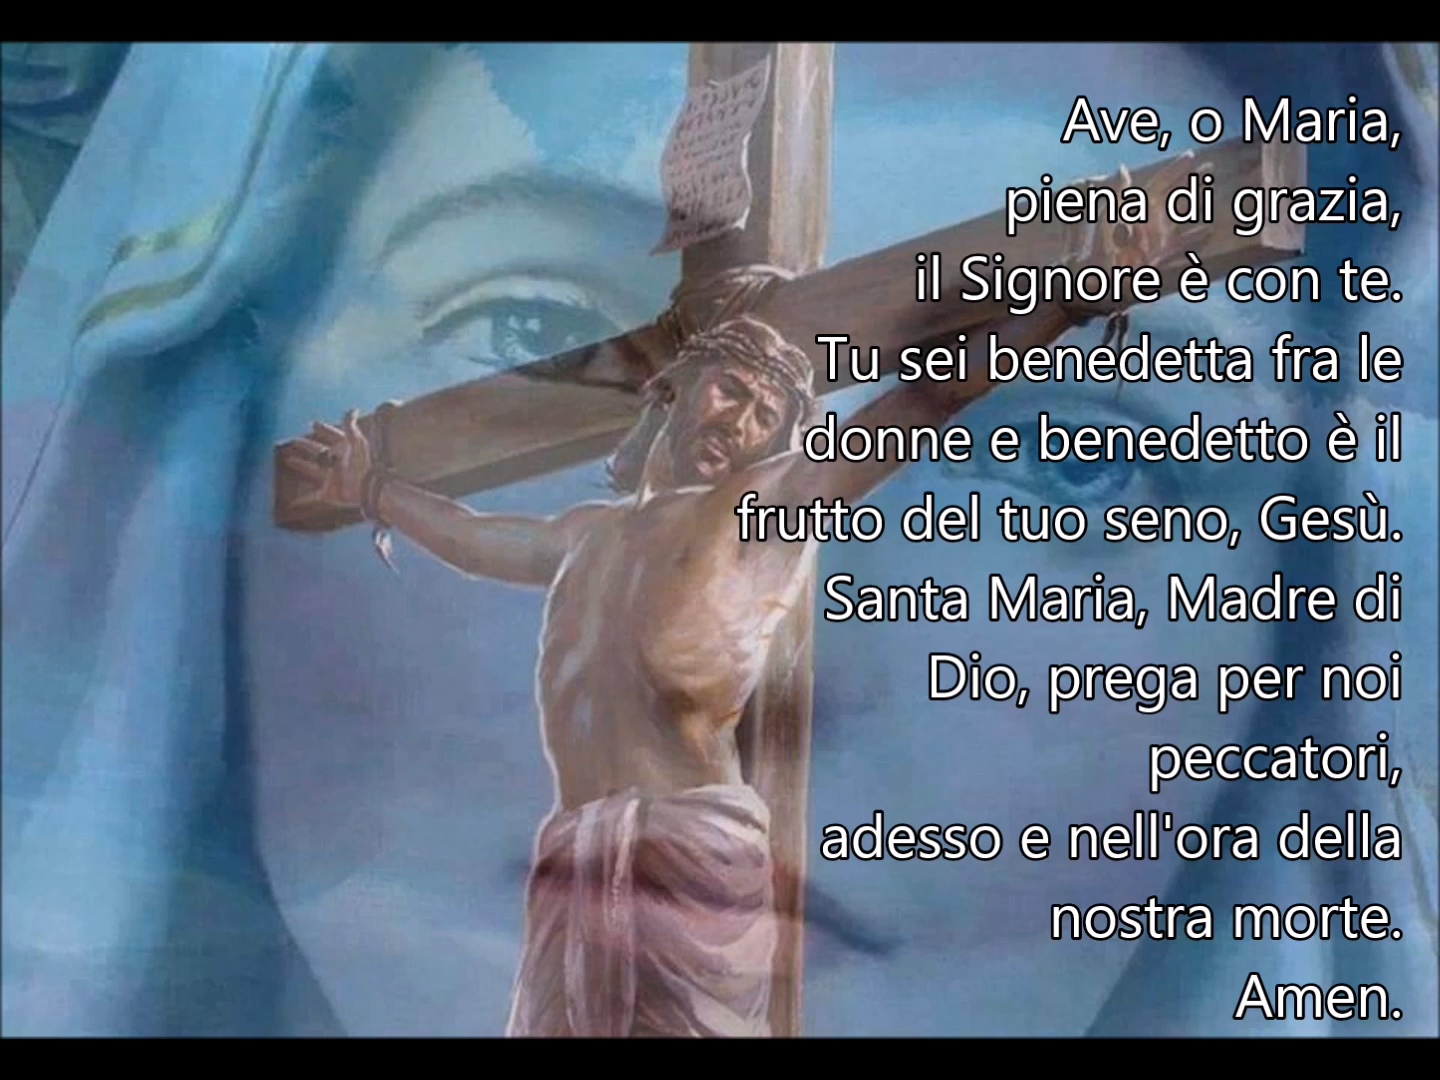 Ave, o Maria,
piena di grazia,
il Signore è con te.
Tu sei benedetta fra le
donne e benedetto è il
frutto del tuo seno, Gesù.
Santa Maria, Madre di
Dio, prega per noi
peccatori,
adesso e nell'ora della
nostra morte.
Amen.